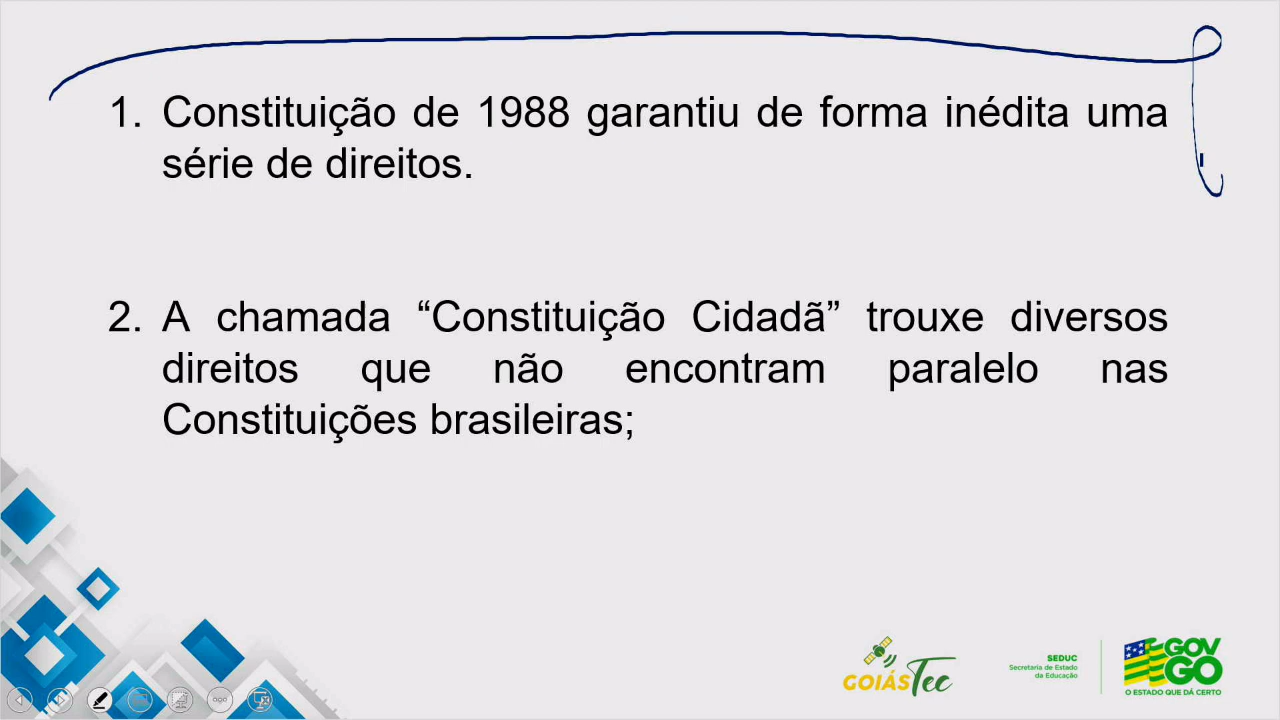 1. Constituição de 1988 garantiu de forma inédita uma
série de direitos.
2. A chamada “Constituição Cidadã” trouxe diversos
direitos que não encontram paralelo nas
Constituições brasileiras;
GOIÁSTec
SEDUC
Secretaria de Estado
da Educação
GOV
GO
O ESTADO QUE DÁ CERTO